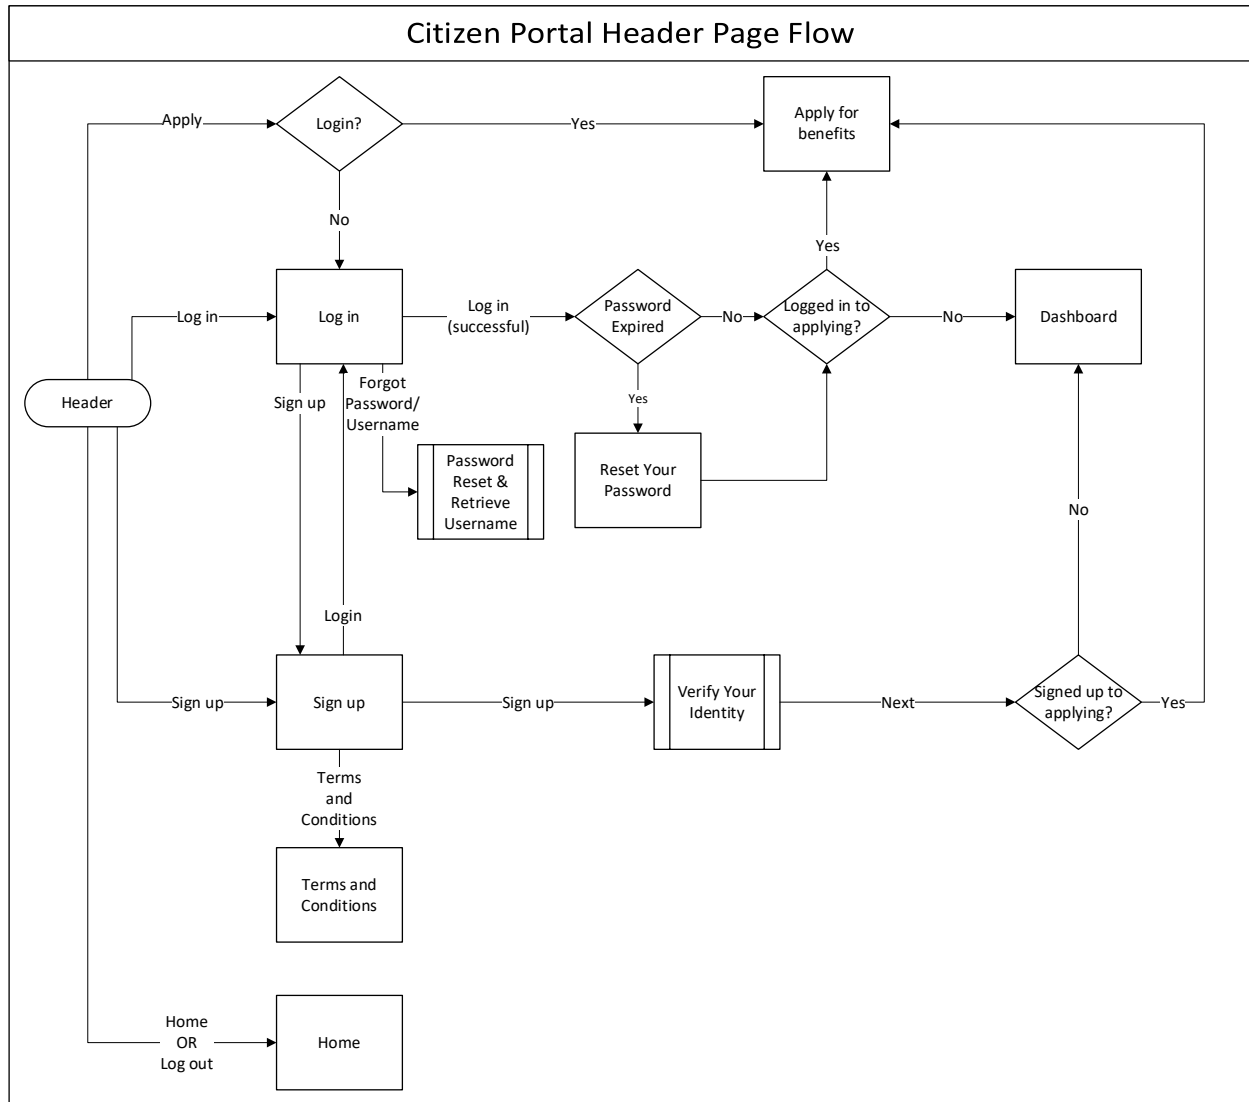 Citizen Portal Header Page Flow
Apply
Login?
Yes
Apply for
benefits
No
Yes
Log in
Log in
Log in
(successful)
Password
Expired
No
Logged in to
applying?
No
Dashboard
Header
Sign up
Forgot
Password/
Username
Yes
Password
Reset &
Retrieve
Username
Reset Your
Password
No
Login
Sign up
Sign up
Sign up
Verify Your
Identity
Next
Signed up to
applying?
Yes
Terms
and
Conditions
Terms and
Conditions
Home
OR
Log out
Home